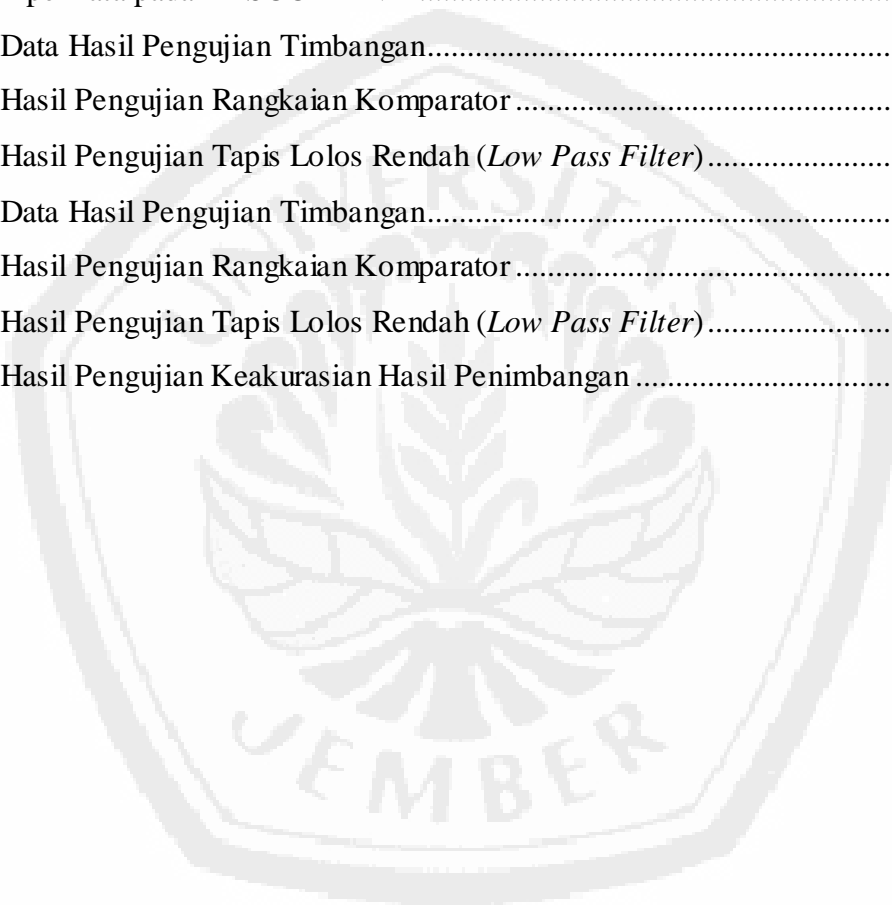 Data Hasil Pengujian Timbangan..........................................................
Hasil Pengujian Rangkaian Komparator ...............................................
Hasil Pengujian Tapis Lolos Rendah (Low Pass Filter) .......................
Data Hasil Pengujian Timbangan..........................................................
Hasil Pengujian Rangkaian Komparator ...............................................
Hasil Pengujian Tapis Lolos Rendah (Low Pass Filter) .......................
Hasil Pengujian Keakurasian Hasil Penimbangan ................................
UNIVERSITAS
JEMBER